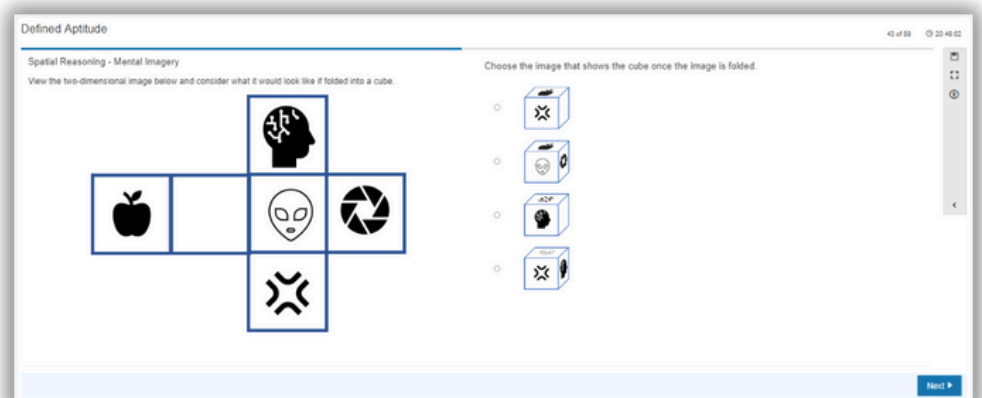 Defined Aptitude
43 of 89 20:49:02
Spatial Reasoning - Mental Imagery
View the two-dimensional image below and consider what it would look like if folded into a cube.
Choose the image that shows the cube once the image is folded.
Next